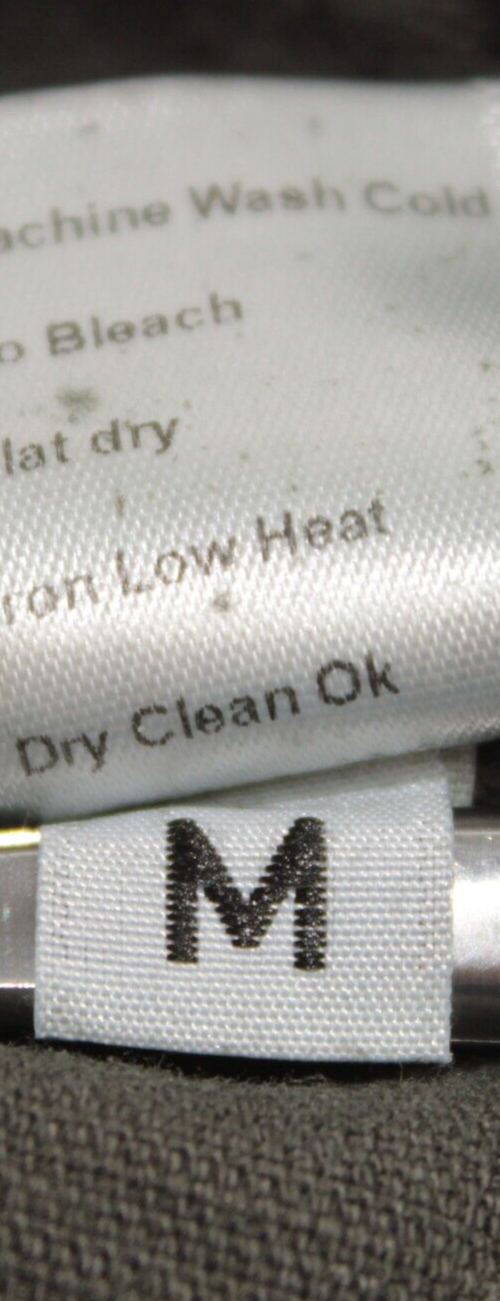 achine Wash Cold
o Bleach
lat dry
ron Low Heat
Dry Clean Ok
M